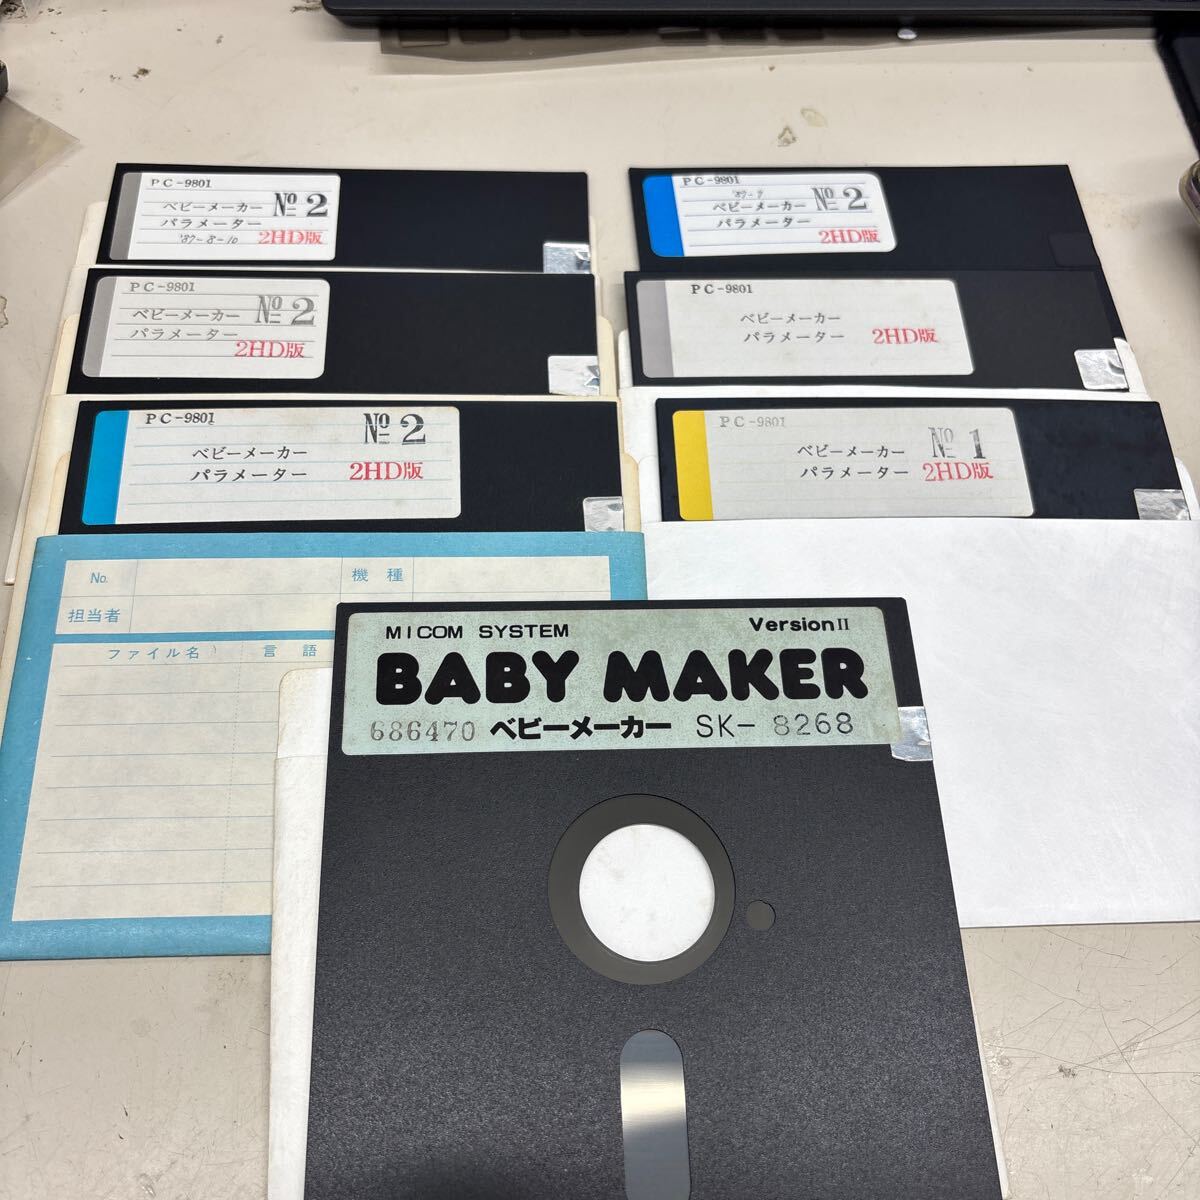 PC-9801
ベビーメーカー №2
パラメーター
'87-8-10 2HD版
PC-9801
'87-9
ベビーメーカー №2
パラメーター
2HD版
PC-9801
ベビーメーカー №2
パラメーター
2HD版
PC-9801
ベビーメーカー
パラメーター 2HD版
PC-9801 №2
ベビーメーカー
パラメーター 2HD版
PC-9801
ベビーメーカー №1
パラメーター 2HD版
No. 機種
担当者
ファイル名 言語
MICOM SYSTEM VersionⅡ
BABY MAKER
686470 ベビーメーカー SK-8268